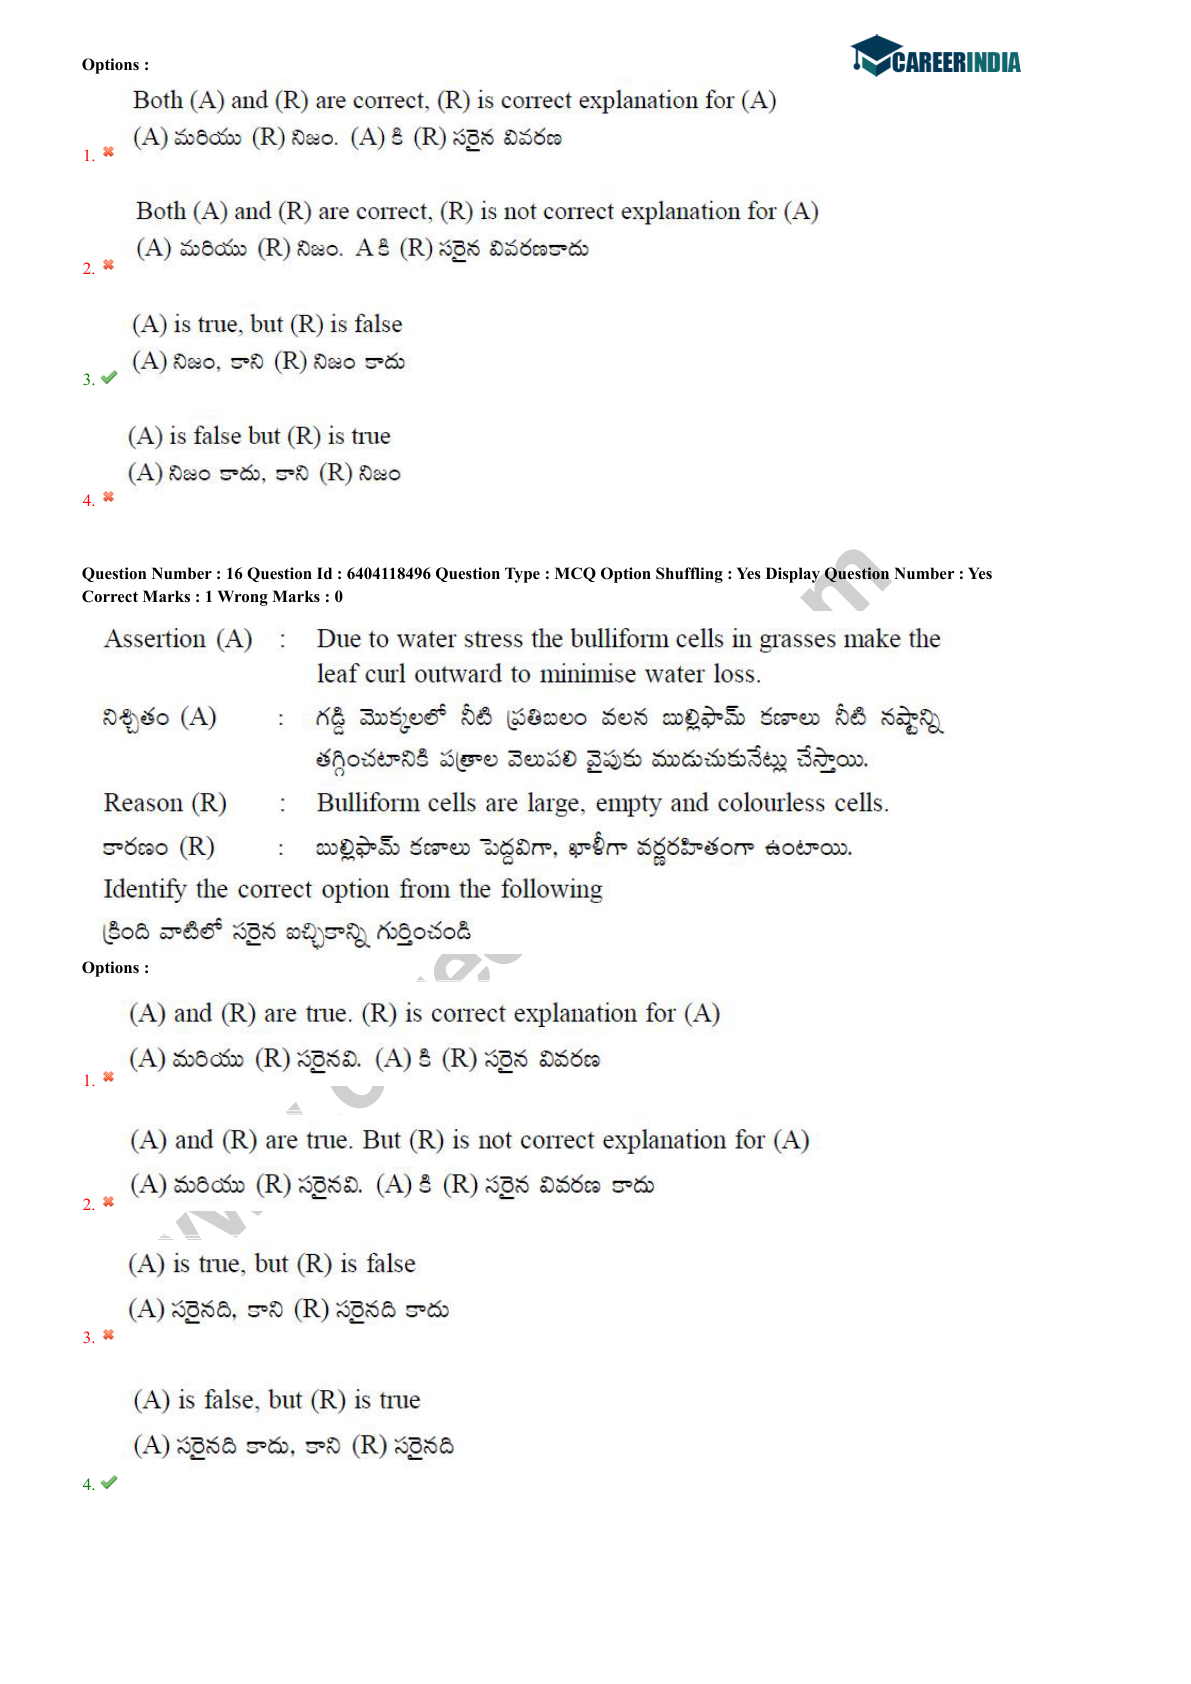 CAREERINDIA
Options :
Both (A) and (R) are correct, (R) is correct explanation for (A)
(A) మరియు (R) నిజం. (A) కి (R) సరైన వివరణ
1.
Both (A) and (R) are correct, (R) is not correct explanation for (A)
(A) మరియు (R) నిజం. A కి (R) సరైన వివరణకాదు
2.
(A) is true, but (R) is false
(A) నిజం, కాని (R) నిజం కాదు
3.
(A) is false but (R) is true
(A) నిజం కాదు, కాని (R) నిజం
4.
Question Number : 16 Question Id : 6404118496 Question Type : MCQ Option Shuffling : Yes Display Question Number : Yes
Correct Marks : 1 Wrong Marks : 0
Assertion (A) : Due to water stress the bulliform cells in grasses make the
leaf curl outward to minimise water loss.
నిశ్చితం (A) : గడ్డి మొక్కలలో నీటి ప్రతిబలం వలన బుల్లిఫామ్ కణాలు నీటి నష్టాన్ని
తగ్గించటానికి పత్రాల వెలుపలి వైపుకు ముడుచుకునేట్లు చేస్తాయి.
Reason (R) : Bulliform cells are large, empty and colourless cells.
కారణం (R) : బుల్లిఫామ్ కణాలు పెద్దవిగా, ఖాళీగా వర్ణరహితంగా ఉంటాయి.
Identify the correct option from the following
క్రింది వాటిలో సరైన ఐచ్ఛికాన్ని గుర్తించండి
Options :
(A) and (R) are true. (R) is correct explanation for (A)
(A) మరియు (R) సరైనవి. (A) కి (R) సరైన వివరణ
1.
(A) and (R) are true. But (R) is not correct explanation for (A)
(A) మరియు (R) సరైనవి. (A) కి (R) సరైన వివరణ కాదు
2.
(A) is true, but (R) is false
(A) సరైనది, కాని (R) సరైనది కాదు
3.
(A) is false, but (R) is true
(A) సరైనది కాదు, కాని (R) సరైనది
4.